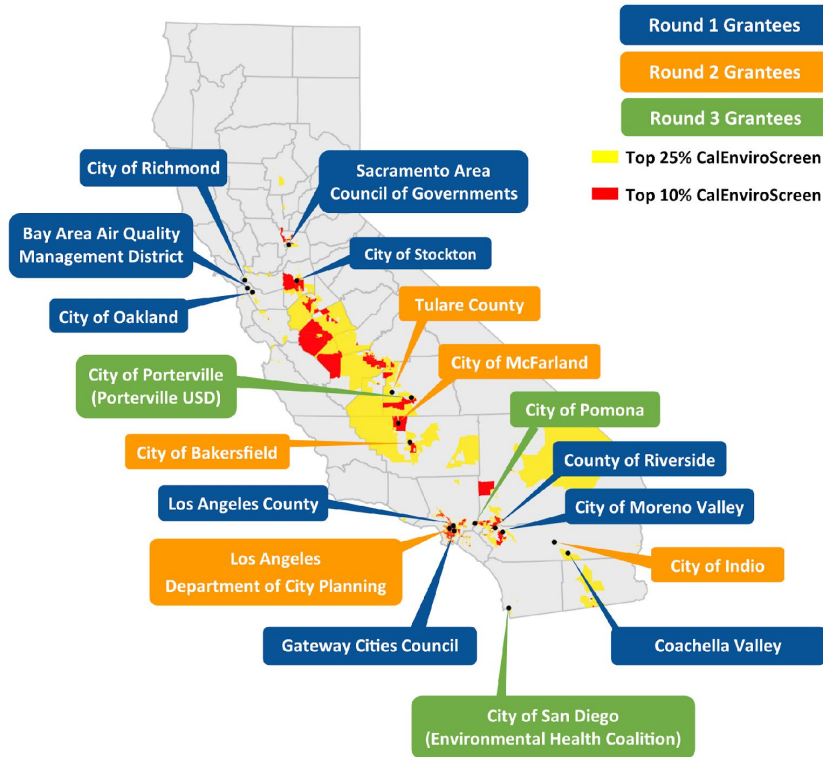 Round 1 Grantees
Round 2 Grantees
Round 3 Grantees
Top 25% CalEnviroScreen
Top 10% CalEnviroScreen
City of Richmond
Sacramento Area
Council of Governments
Bay Area Air Quality
Management District
City of Stockton
City of Oakland
Tulare County
City of McFarland
City of Porterville
(Porterville USD)
City of Pomona
City of Bakersfield
County of Riverside
Los Angeles County
City of Moreno Valley
Los Angeles
Department of City Planning
City of Indio
Gateway Cities Council
Coachella Valley
City of San Diego
(Environmental Health Coalition)